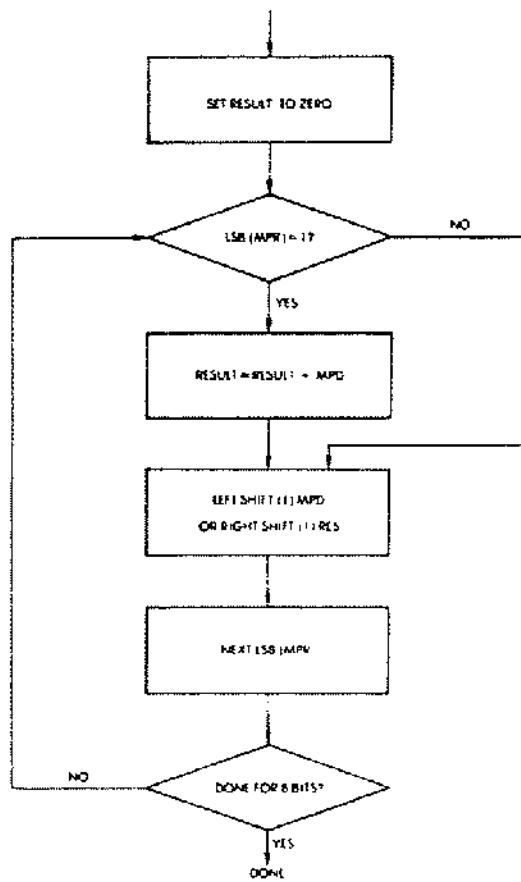 SET RESULT TO ZERO
LSB (MPR) = 1?
NO
YES
RESULT = RESULT + MPD
LEFT SHIFT (1) MPD
OR RIGHT SHIFT (1) RES
NEXT LSB (MPR
DONE FOR 8 BITS?
NO
YES
DONE